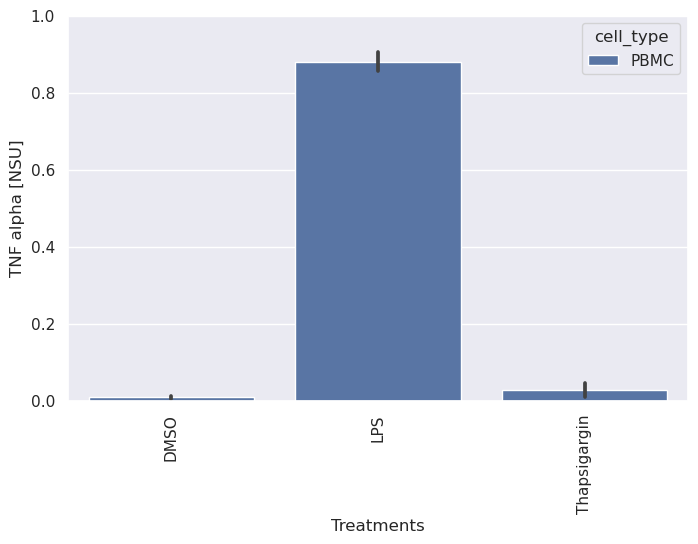 1.0
0.8
0.6
0.4
0.2
0.0
TNF alpha [NSU]
cell_type
PBMC
DMSO
LPS
Thapsigargin
Treatments